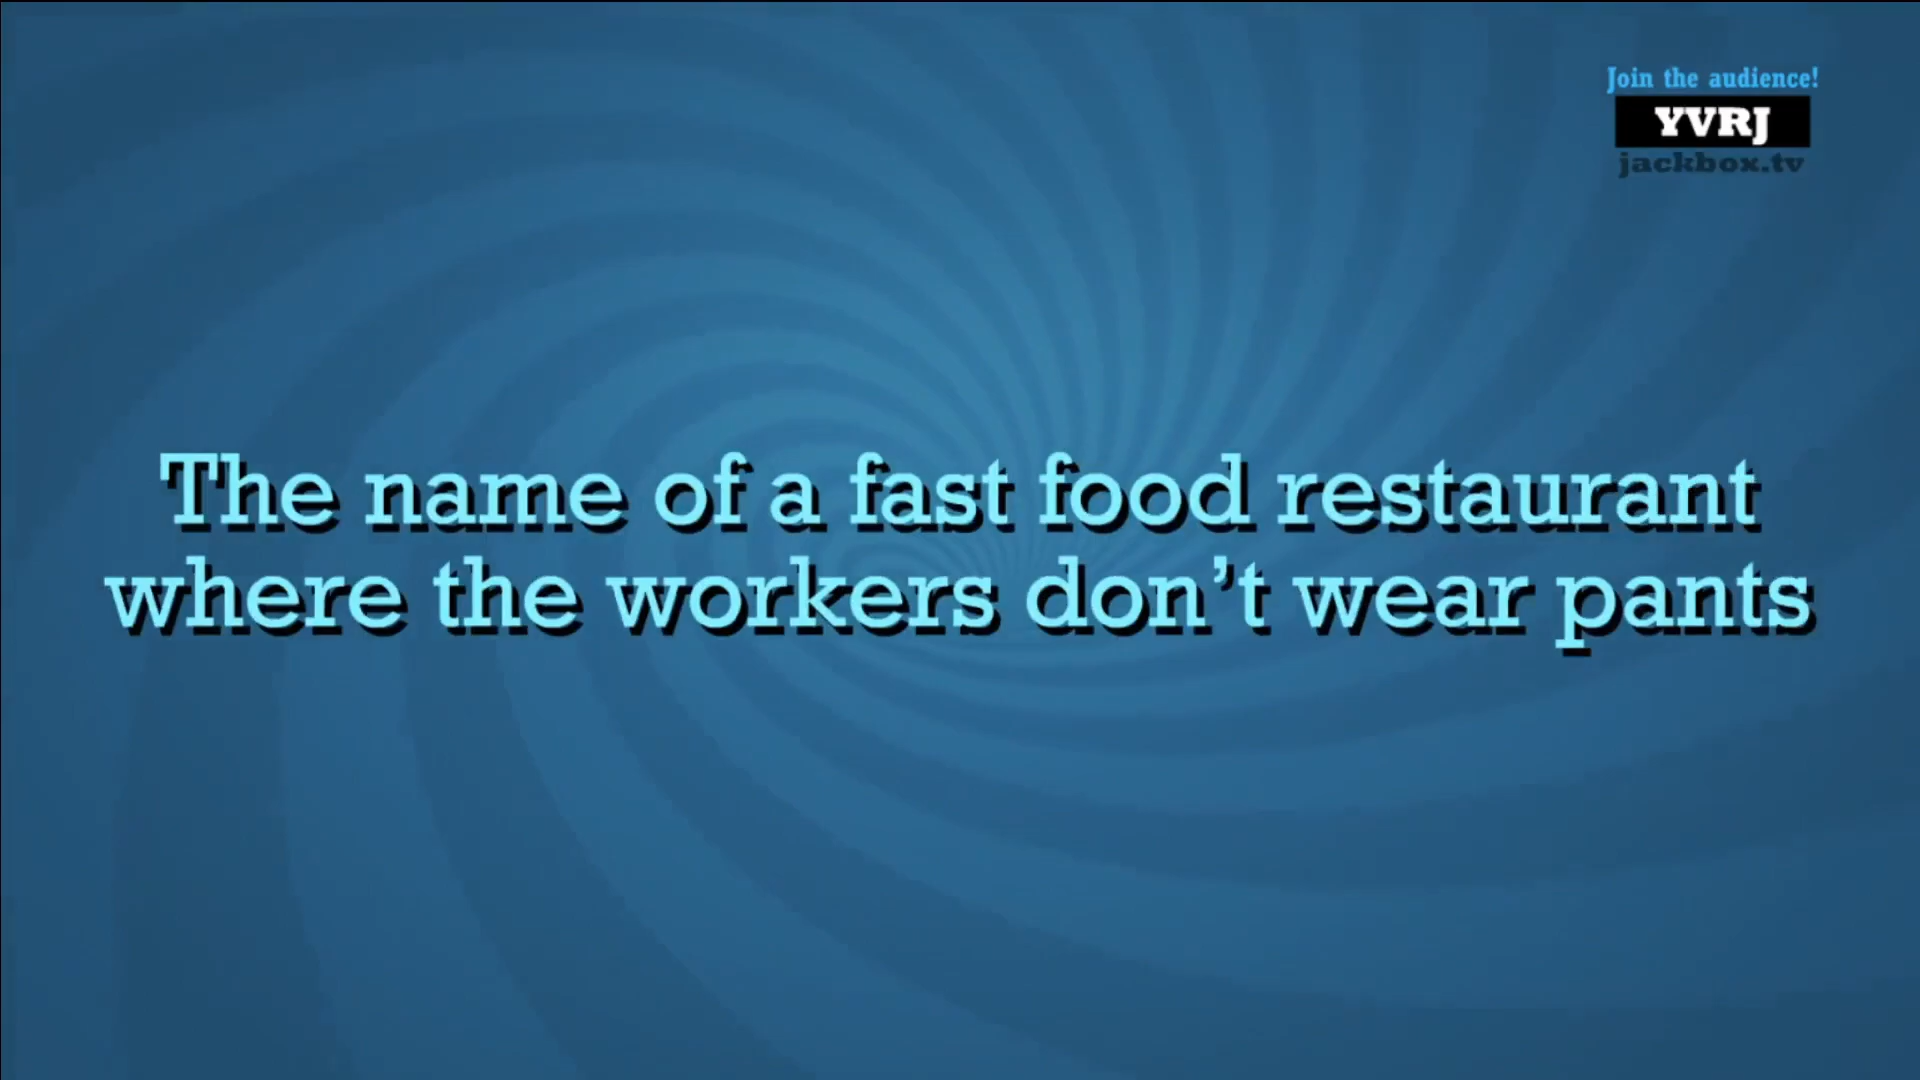 Join the audience!
YVRJ
jackbox.tv
The name of a fast food restaurant
where the workers don't wear pants